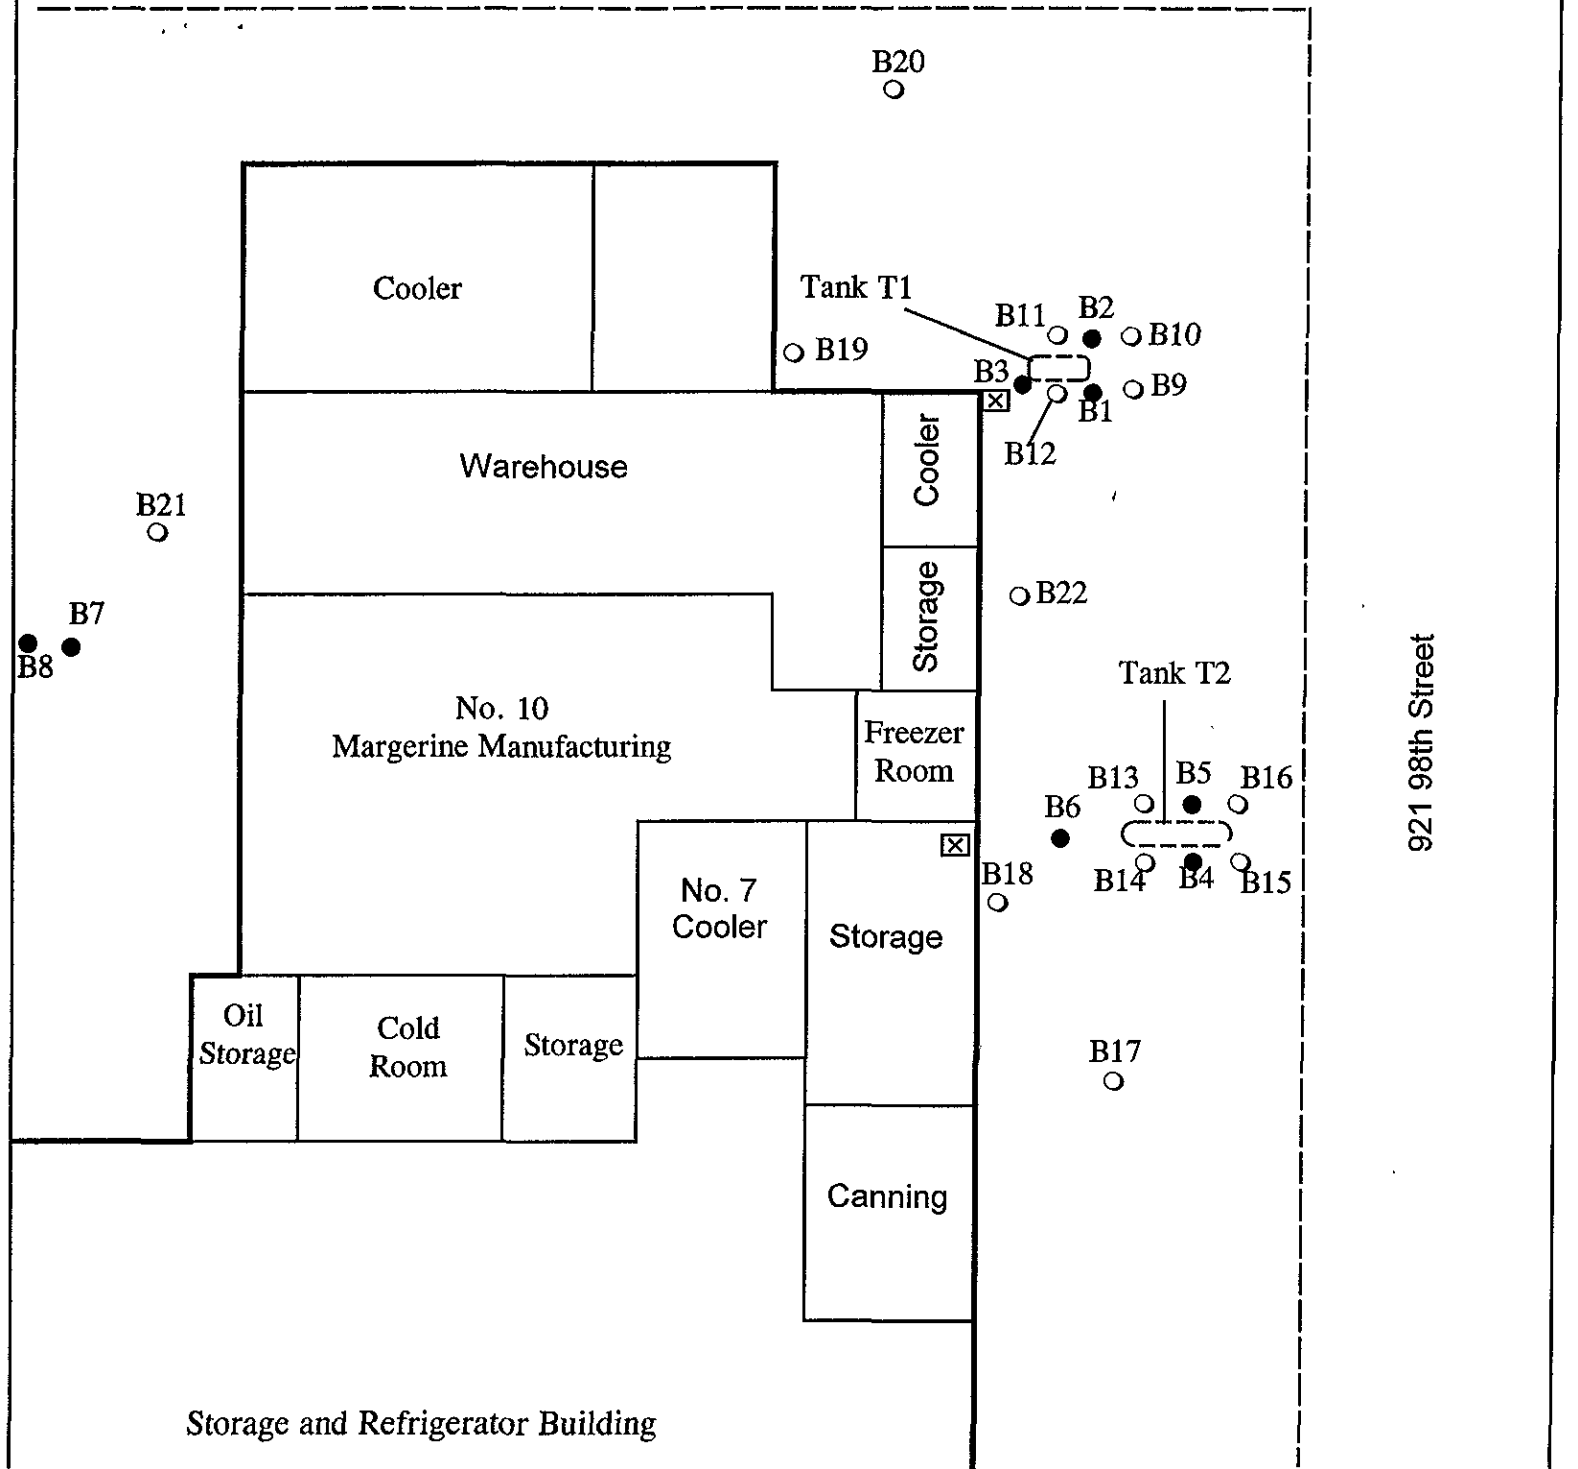 B20
Cooler
Tank T1
B11
B2
B10
B19
B3
B9
B1
B12
Cooler
Warehouse
B21
Storage
B22
B7
B8
Tank T2
No. 10
Margerine Manufacturing
Freezer
Room
921 98th Street
B13
B5
B16
B6
B18
B14
B4
B15
No. 7
Cooler
Storage
Oil
Storage
Cold
Room
Storage
B17
Canning
Storage and Refrigerator Building